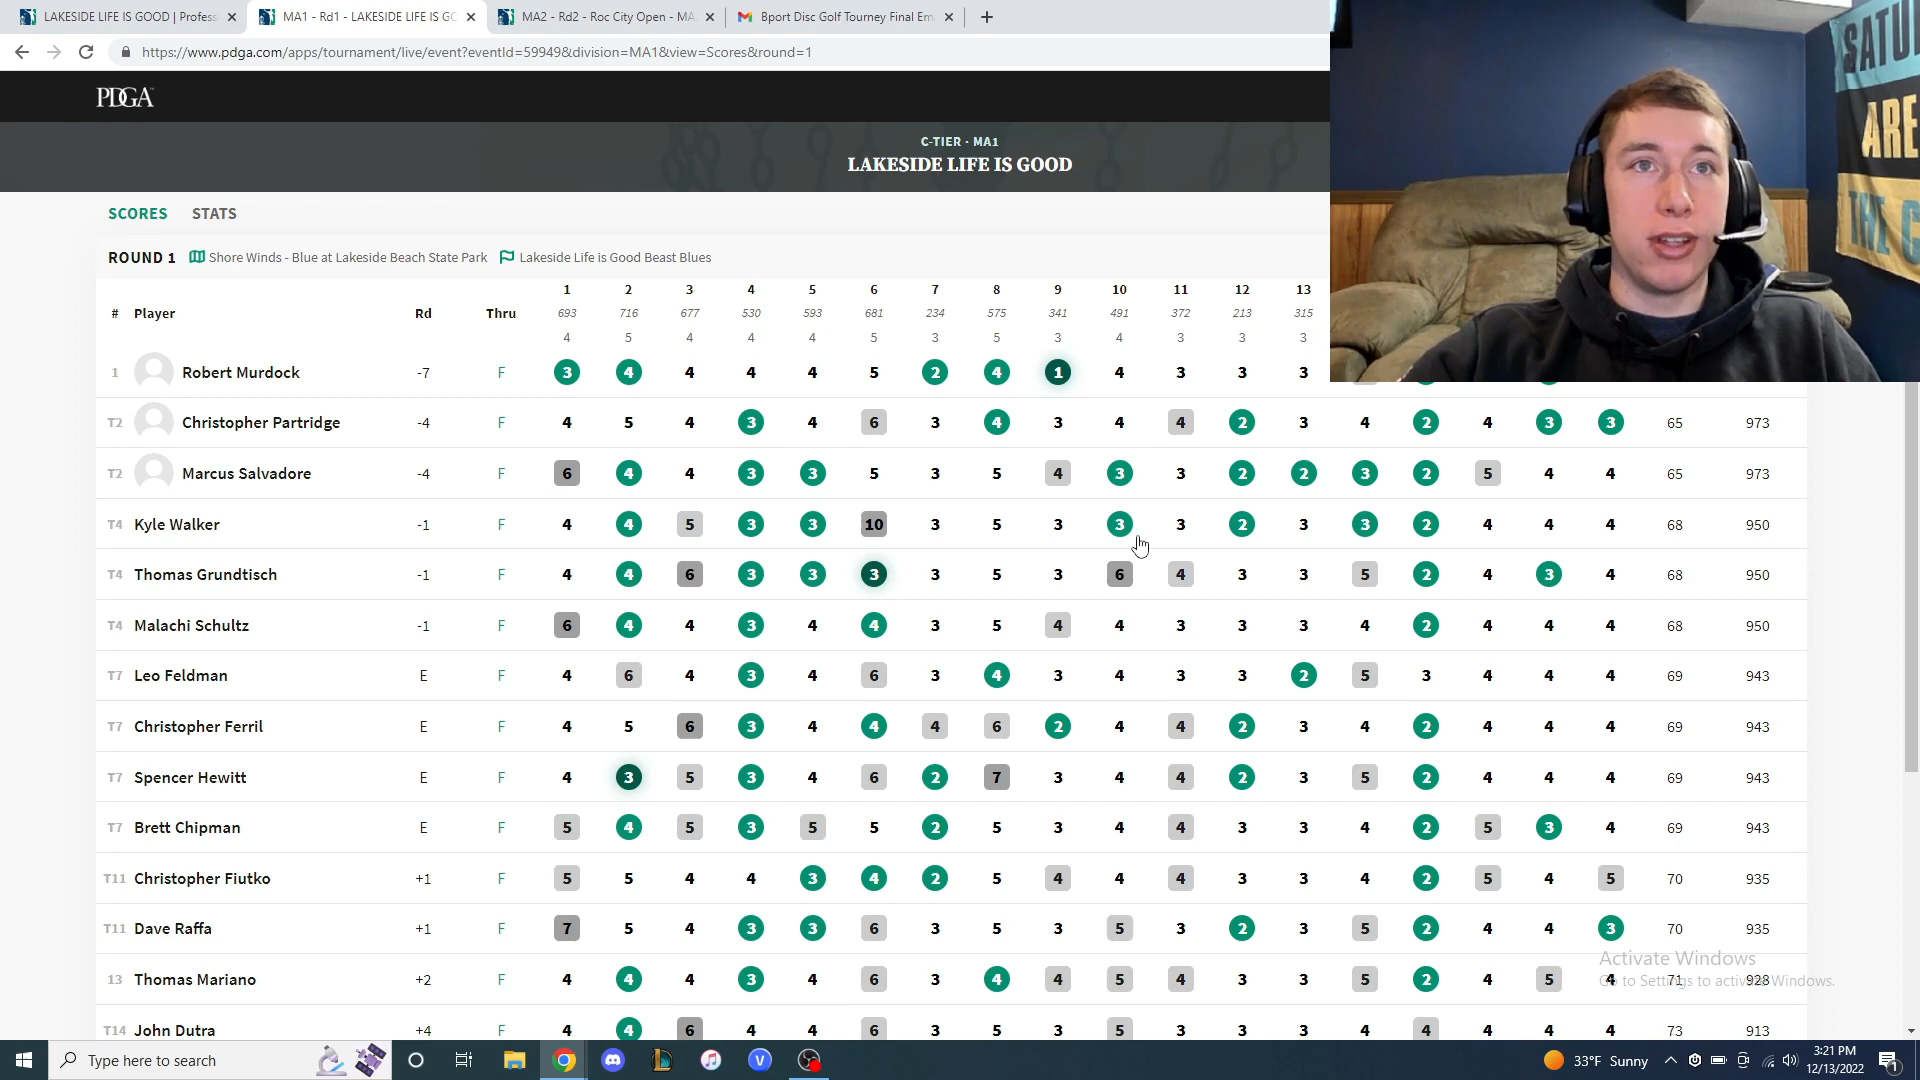 LAKESIDE LIFE IS GOOD | Profess
MA1 - Rd1 - LAKESIDE LIFE IS GO
MA2 - Rd2 - Roc City Open - MA
Bport Disc Golf Tourney Final Em
https://www.pdga.com/apps/tournament/live/event?eventId=59949&division=MA1&view=Scores&round=1
PDGA
C-TIER · MA1
LAKESIDE LIFE IS GOOD
SCORES STATS
ROUND 1 Shore Winds - Blue at Lakeside Beach State Park Lakeside Life is Good Beast Blues
1 2 3 4 5 6 7 8 9 10 11 12 13
# Player Rd Thru 693 716 677 530 593 681 234 575 341 491 372 213 315
4 5 4 4 4 5 3 5 3 4 3 3 3
1 Robert Murdock -7 F 3 4 4 4 4 5 2 4 1 4 3 3 3
T2 Christopher Partridge -4 F 4 5 4 3 4 6 3 4 3 4 4 2 3 4 2 4 3 3 65 973
T2 Marcus Salvadore -4 F 6 4 4 3 3 5 3 5 4 3 3 2 2 3 2 5 4 4 65 973
T4 Kyle Walker -1 F 4 4 5 3 3 10 3 5 3 3 3 2 3 3 2 4 4 4 68 950
T4 Thomas Grundtisch -1 F 4 4 6 3 3 3 3 5 3 6 4 3 3 5 2 4 3 4 68 950
T4 Malachi Schultz -1 F 6 4 4 3 4 4 3 5 4 4 3 3 3 4 2 4 4 4 68 950
T7 Leo Feldman E F 4 6 4 3 4 6 3 4 3 4 3 3 2 5 3 4 4 4 69 943
T7 Christopher Ferril E F 4 5 6 3 4 4 4 6 2 4 4 2 3 4 2 4 4 4 69 943
T7 Spencer Hewitt E F 4 3 5 3 4 6 2 7 3 4 4 2 3 5 2 4 4 4 69 943
T7 Brett Chipman E F 5 4 5 3 5 5 2 5 3 4 4 3 3 4 2 5 3 4 69 943
T11 Christopher Fiutko +1 F 5 5 4 4 3 4 2 5 4 4 4 3 3 4 2 5 4 5 70 935
T11 Dave Raffa +1 F 7 5 4 3 3 6 3 5 3 5 3 2 3 5 2 4 4 3 70 935
13 Thomas Mariano +2 F 4 4 4 3 4 6 3 4 4 5 4 3 3 5 2 4 5 4 71 928
T14 John Dutra +4 F 4 4 6 4 4 6 3 5 3 5 3 3 3 4 4 4 4 4 73 913
Activate Windows
Go to Settings to activate Windows.
SATU
ARE
THE C
Type here to search
33°F Sunny
3:21 PM
12/13/2022
1